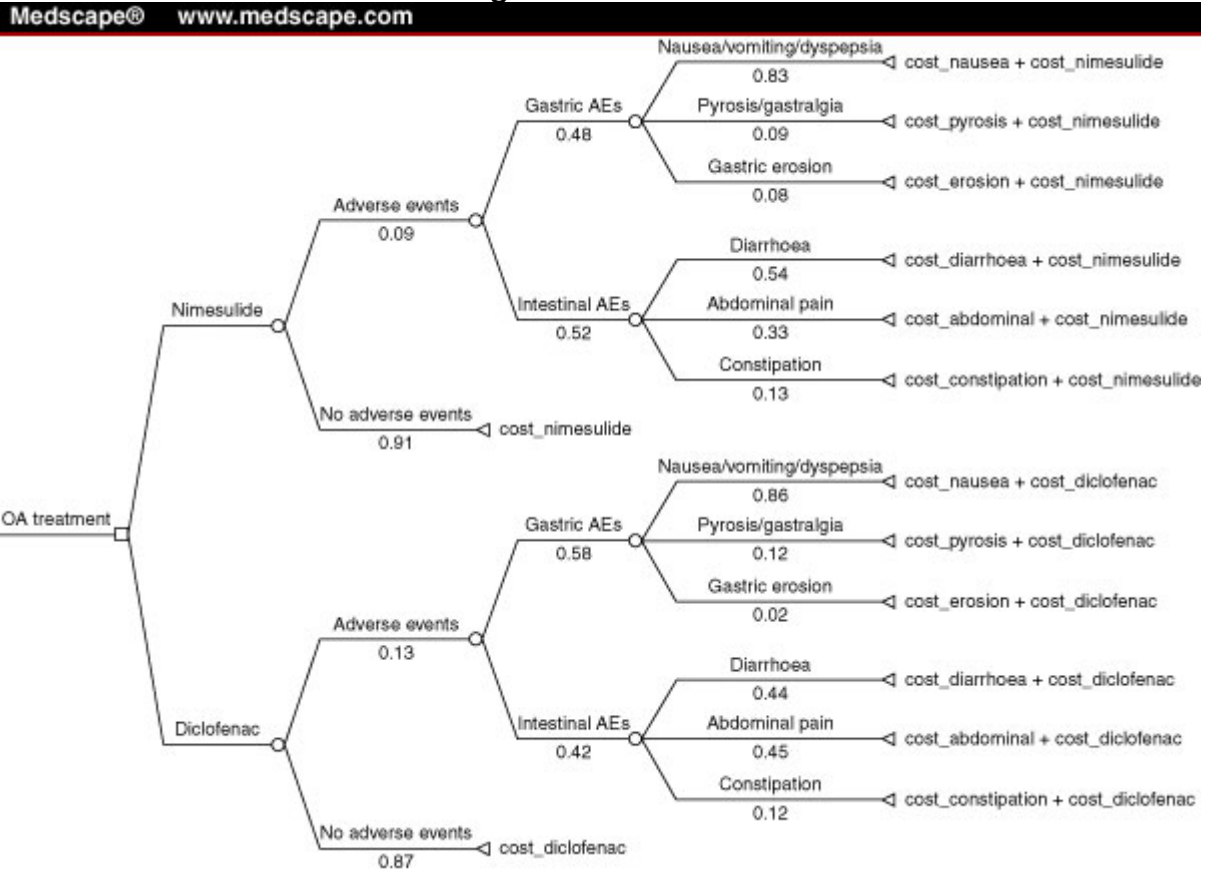 Medscape® www.medscape.com
Nausea/vomiting/dyspepsia
0.83
cost_nausea + cost_nimesulide
Gastric AEs
0.48
Pyrosis/gastralgia
0.09
cost_pyrosis + cost_nimesulide
Gastric erosion
0.08
cost_erosion + cost_nimesulide
Adverse events
0.09
Diarrhoea
0.54
cost_diarrhoea + cost_nimesulide
Nimesulide
Intestinal AEs
0.52
Abdominal pain
0.33
cost_abdominal + cost_nimesulide
Constipation
0.13
cost_constipation + cost_nimesulide
No adverse events
0.91
cost_nimesulide
OA treatment
Nausea/vomiting/dyspepsia
0.86
cost_nausea + cost_diclofenac
Gastric AEs
0.58
Pyrosis/gastralgia
0.12
cost_pyrosis + cost_diclofenac
Gastric erosion
0.02
cost_erosion + cost_diclofenac
Adverse events
0.13
Diarrhoea
0.44
cost_diarrhoea + cost_diclofenac
Diclofenac
Intestinal AEs
0.42
Abdominal pain
0.45
cost_abdominal + cost_diclofenac
Constipation
0.12
cost_constipation + cost_diclofenac
No adverse events
0.87
cost_diclofenac